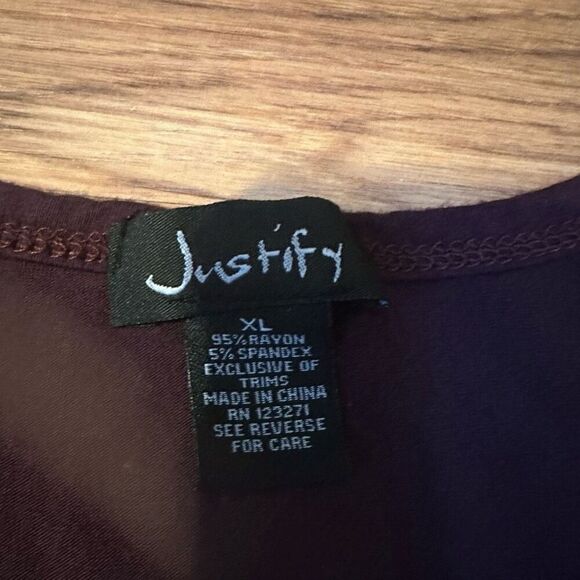 Justify
XL
95% RAYON
5% SPANDEX
EXCLUSIVE OF
TRIMS
MADE IN CHINA
RN 123271
SEE REVERSE
FOR CARE